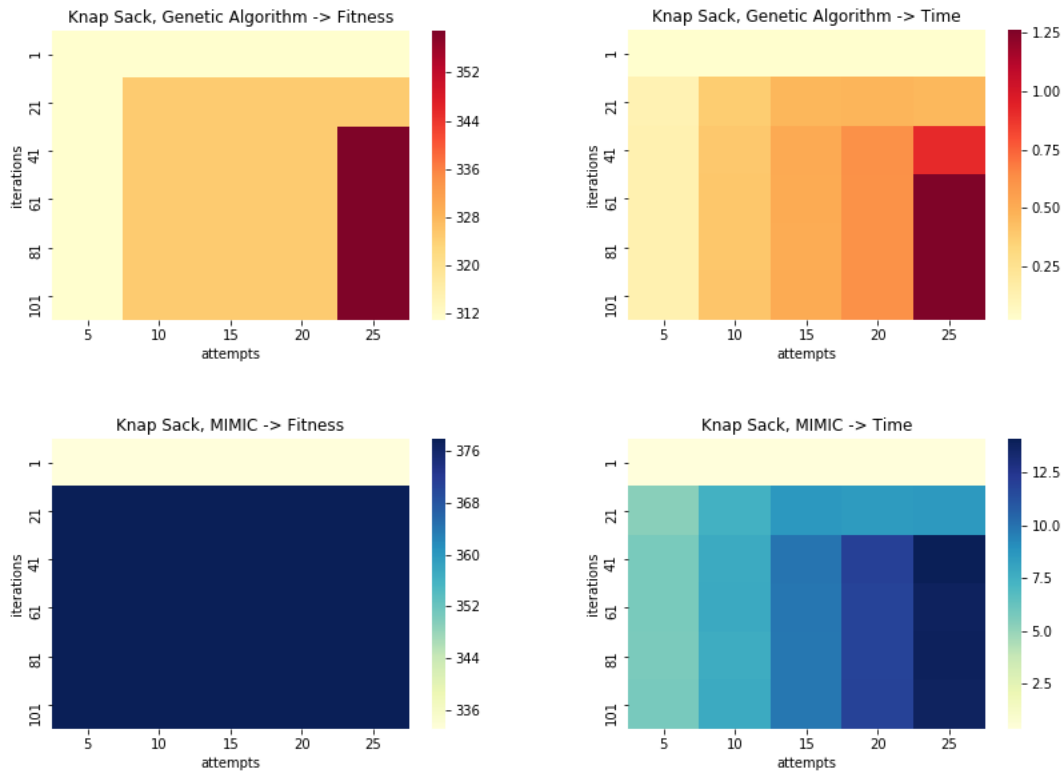 Knap Sack, Genetic Algorithm -> Fitness
1
21
41
61
81
101
iterations
5 10 15 20 25
attempts
352
344
336
328
320
312
Knap Sack, Genetic Algorithm -> Time
1
21
41
61
81
101
iterations
5 10 15 20 25
attempts
1.25
1.00
0.75
0.50
0.25
Knap Sack, MIMIC -> Fitness
1
21
41
61
81
101
iterations
5 10 15 20 25
attempts
376
368
360
352
344
336
Knap Sack, MIMIC -> Time
1
21
41
61
81
101
iterations
5 10 15 20 25
attempts
12.5
10.0
7.5
5.0
2.5